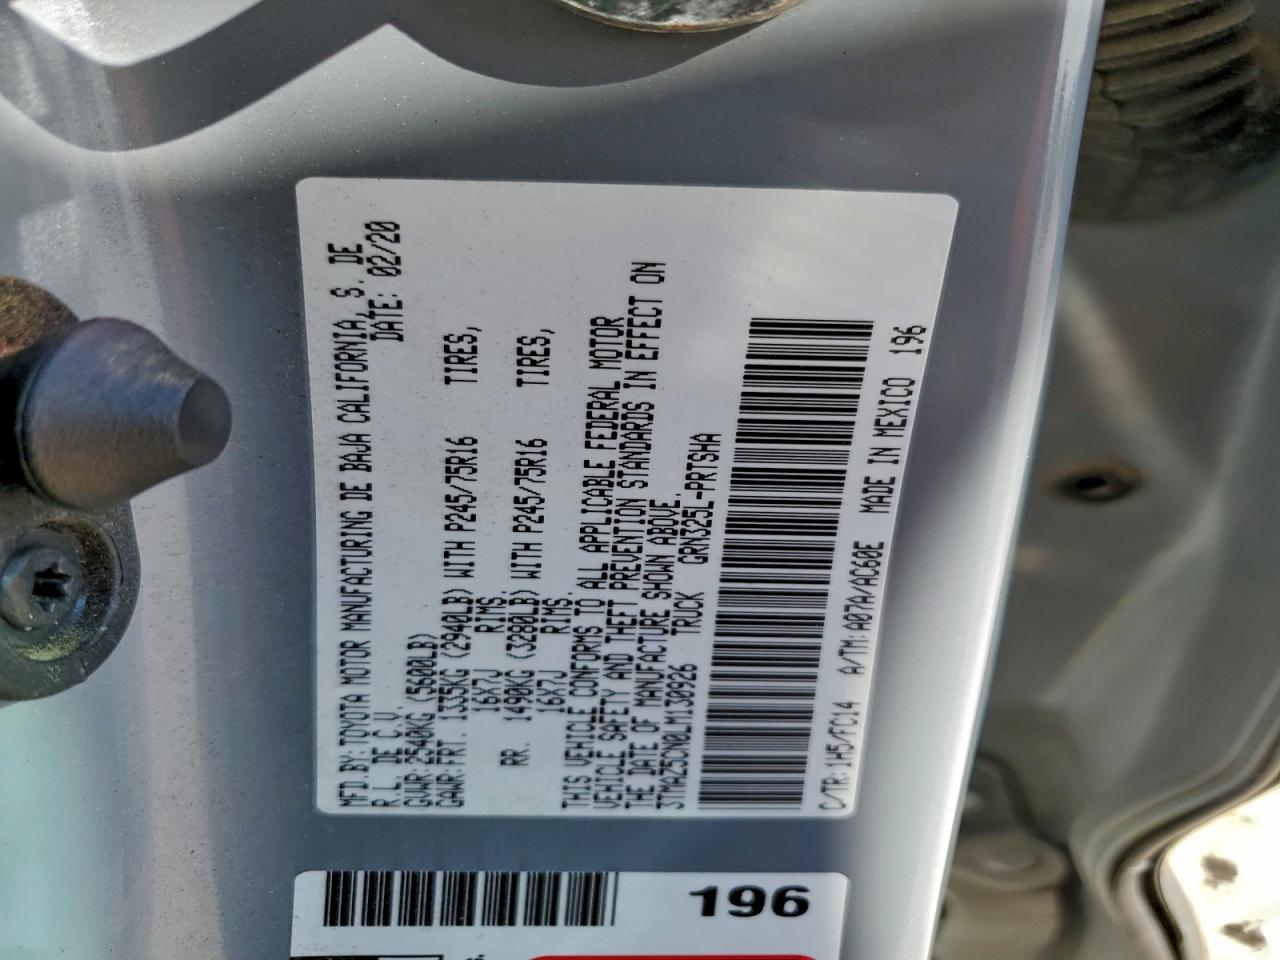 MFD.BY:TOYOTA MOTOR MANUFACTURING DE BAJA CALIFORNIA, S. DE
R.L. DE C.V. DATE: 02/20
GVWR:2540KG (5600LB)
GAWR:FRT. 1335KG (2940LB) WITH P245/75R16 TIRES,
16X7J RIMS,
RR. 1490KG (3280LB) WITH P245/75R16 TIRES,
16X7J RIMS,
THIS VEHICLE CONFORMS TO ALL APPLICABLE FEDERAL MOTOR
VEHICLE SAFETY AND THEFT PREVENTION STANDARDS IN EFFECT ON
THE DATE OF MANUFACTURE SHOWN ABOVE.
3TMAZ5CN0LM130926 TRUCK GRN325L-PRTSHA
C/TR:1H5/FC14 A/TM:A07A/AC60E MADE IN MEXICO 196
196